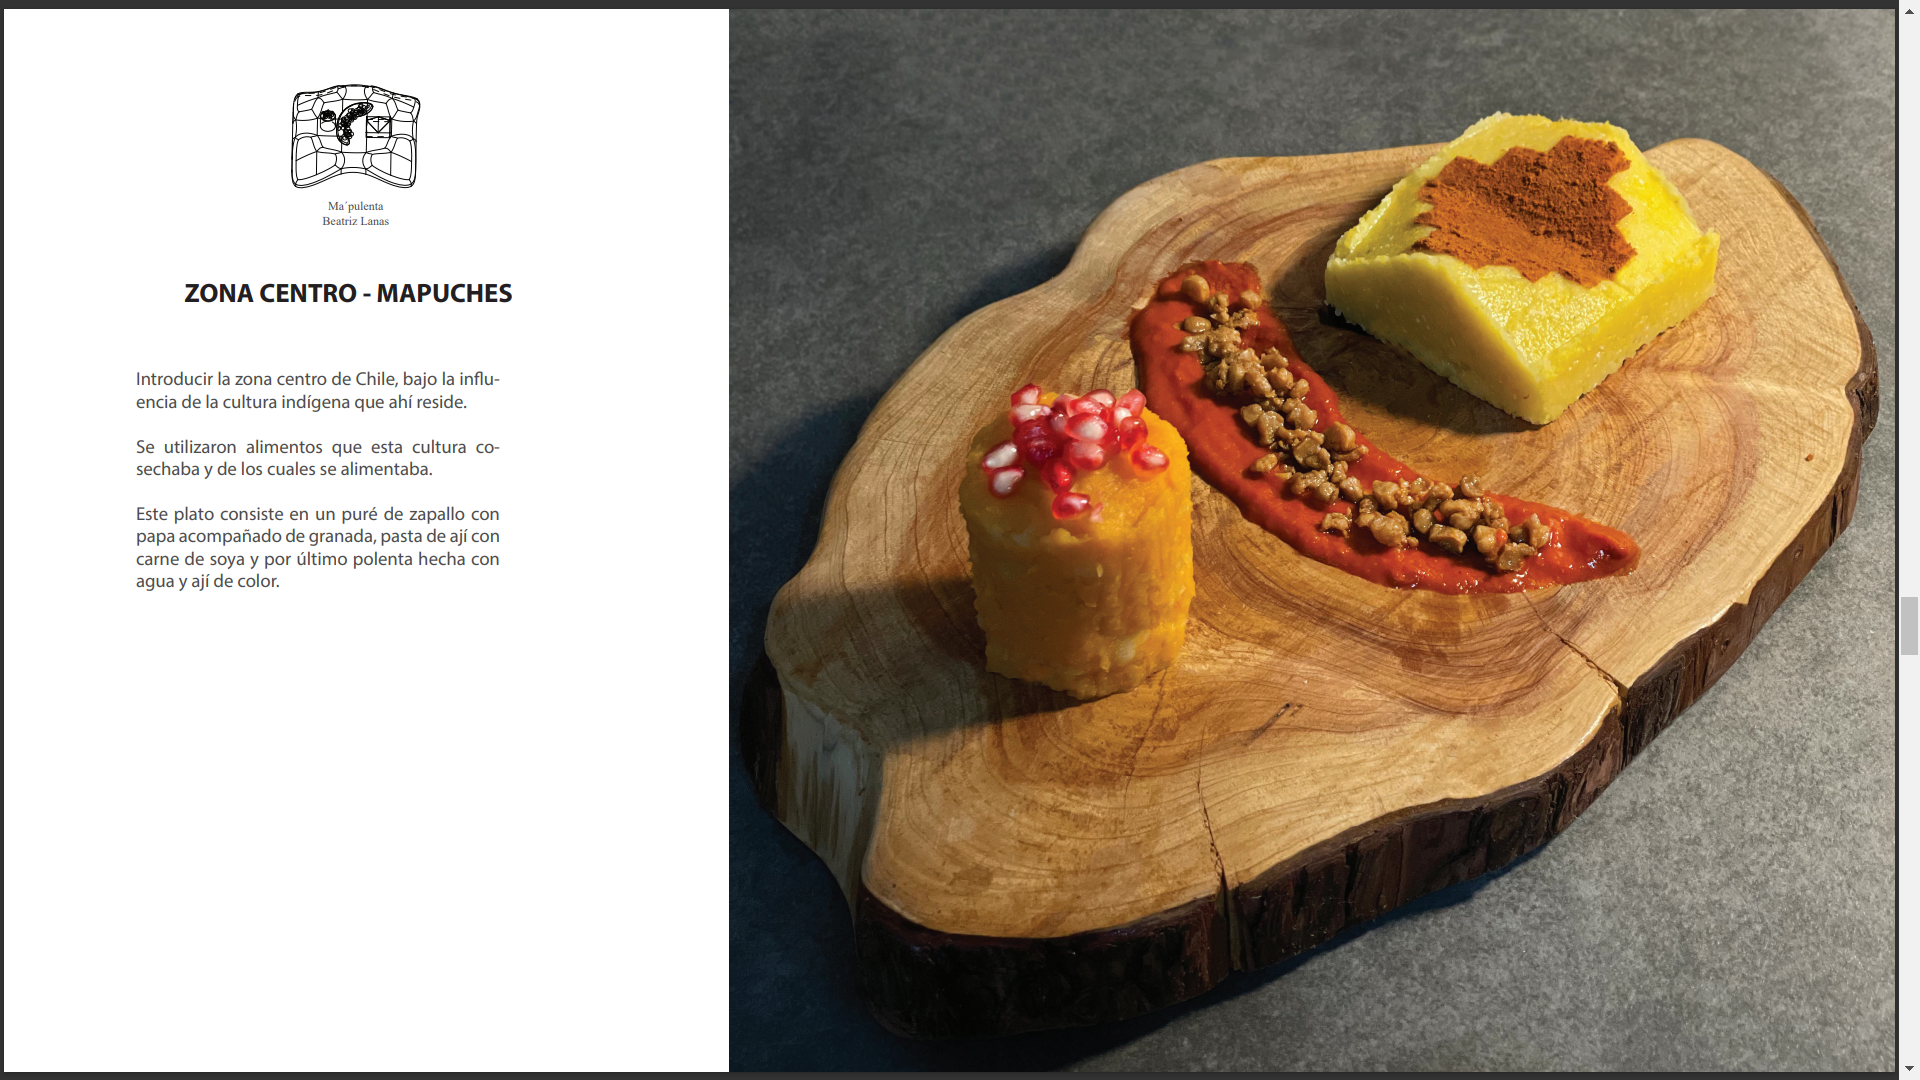 Ma´pulenta
Beatriz Lanas
ZONA CENTRO - MAPUCHES
Introducir la zona centro de Chile, bajo la influ-
encia de la cultura indígena que ahí reside.
Se utilizaron alimentos que esta cultura co-
sechaba y de los cuales se alimentaba.
Este plato consiste en un puré de zapallo con
papa acompañado de granada, pasta de ají con
carne de soya y por último polenta hecha con
agua y ají de color.